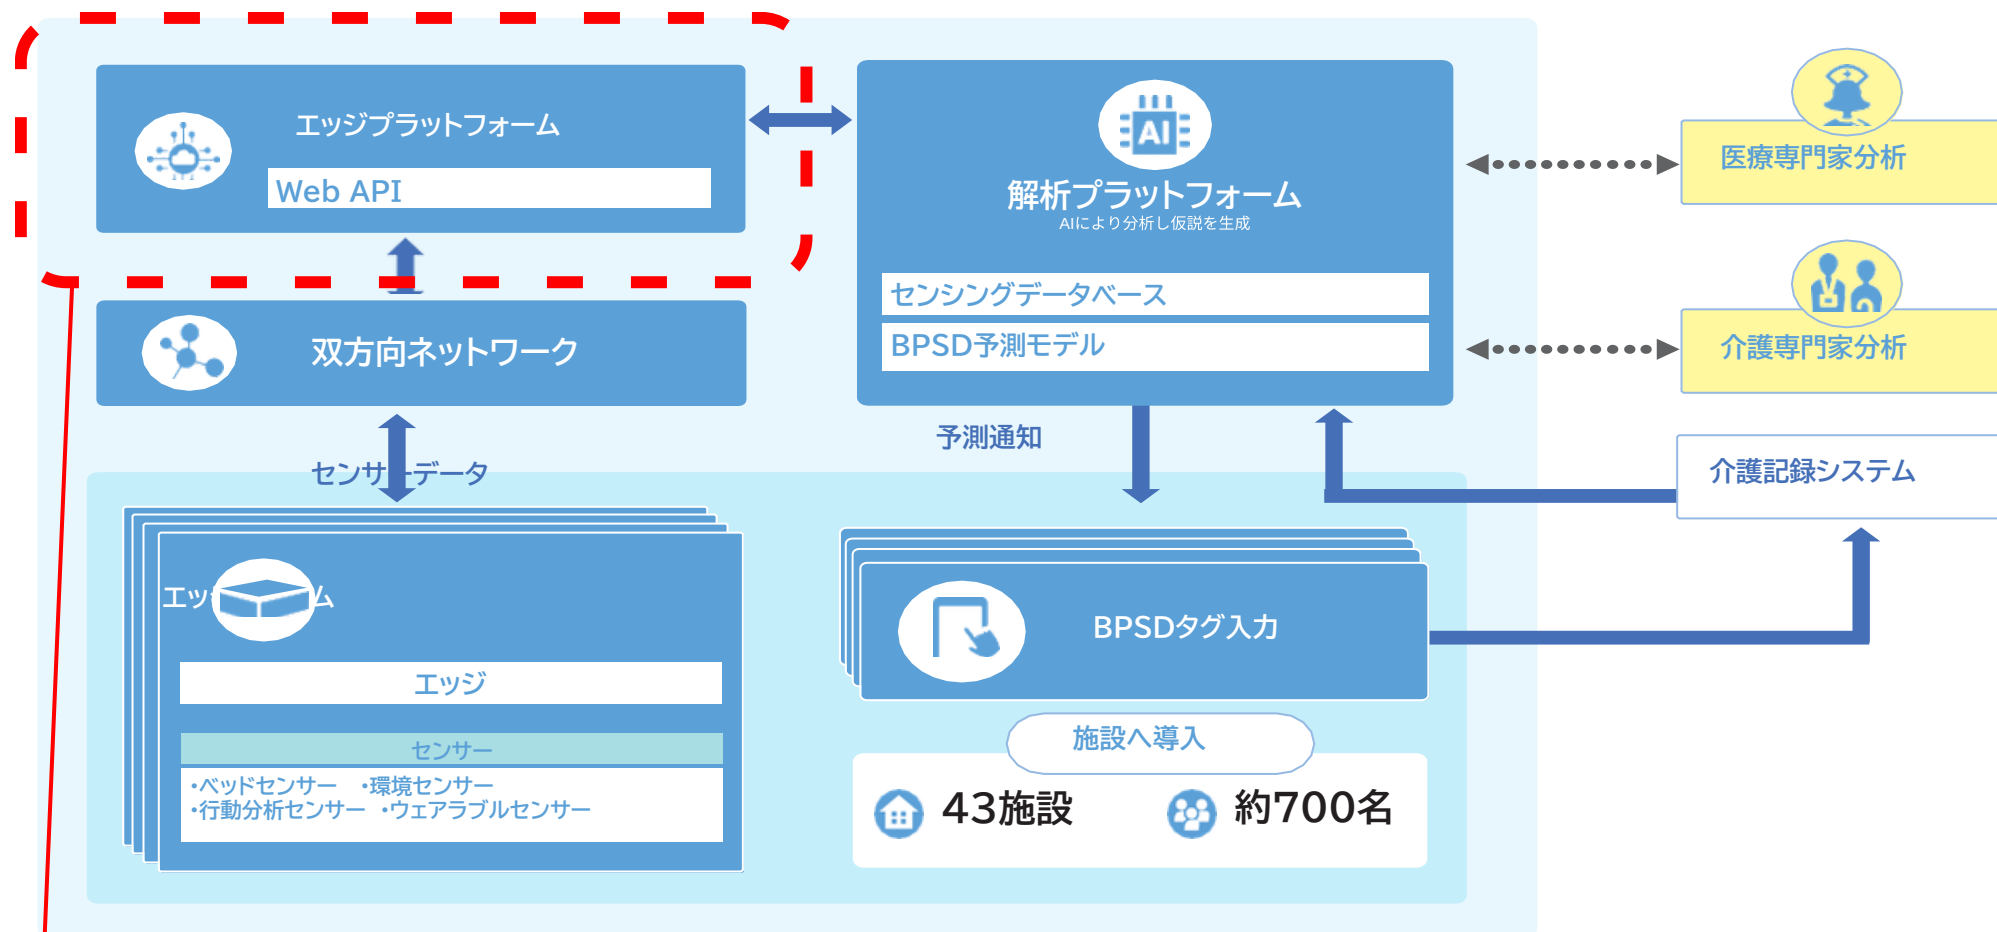 エッジプラットフォーム
Web API
双方向ネットワーク
センサーデータ
エッ
ム
エッジ
センサー
・ベッドセンサー ・環境センサー
・行動分析センサー ・ウェアラブルセンサー
AI
解析プラットフォーム
AIにより分析し仮説を生成
センシングデータベース
BPSD予測モデル
予測通知
BPSDタグ入力
施設へ導入
43施設
約700名
医療専門家分析
介護専門家分析
介護記録システム